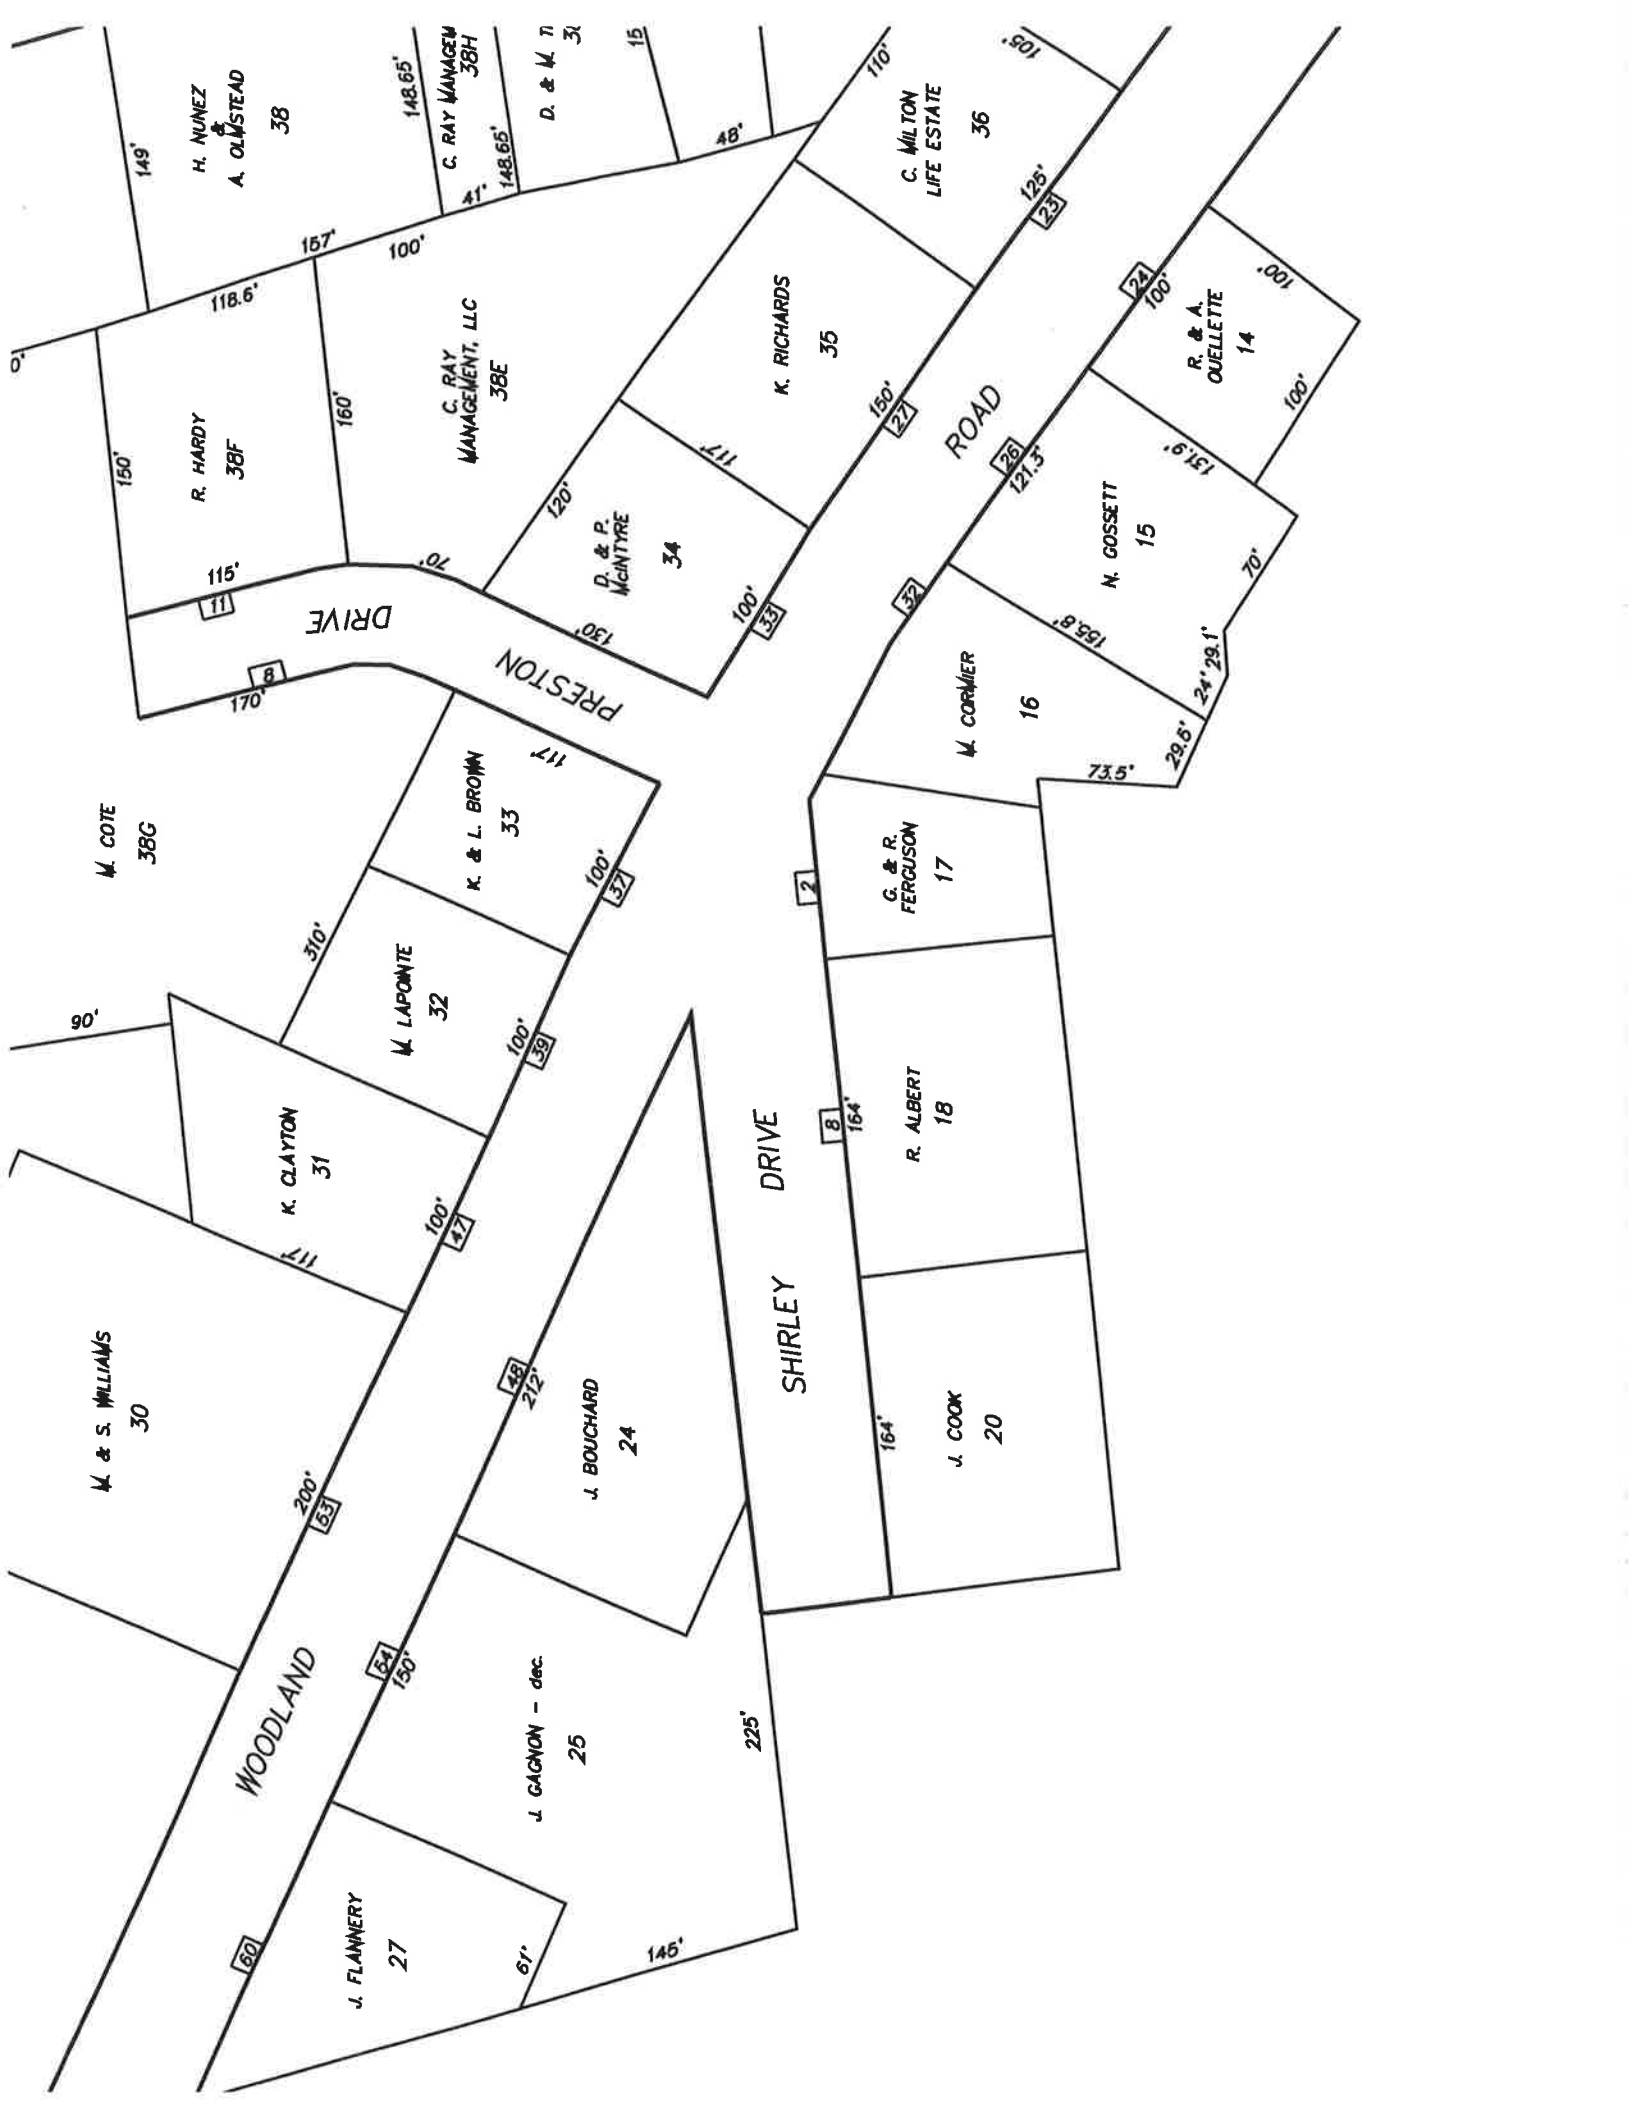 149'
H. NUNEZ
&
A. OLMSTEAD
38
148.65'
C. RAY MANAGEM
38H
148.65'
D. & M.
15
48'
41'
157'
100'
118.6'
110'
105'
C. MILTON
LIFE ESTATE
36
125'
23
150'
R. HARDY
38F
160'
C. RAY
MANAGEMENT, LLC
38E
K. RICHARDS
35
150'
27
117'
120'
D. & P.
McINTYRE
34
100'
33
130'
70'
115'
11
DRIVE
PRESTON
8
170'
ROAD
24
100'
R. & A.
OUELLETTE
14
100'
100'
26
121.3'
131.9'
N. GOSSETT
15
70'
29.1'
24'
155.8'
32
M. CORMIER
16
29.5'
73.5'
M. COTE
38G
310'
K. & L. BROWN
33
117'
100'
37
M. LAPOINTE
32
100'
39
90'
K. CLAYTON
31
117'
100'
47
G. & R.
FERGUSON
17
2
R. ALBERT
18
8
164'
SHIRLEY DRIVE
J. COOK
20
164'
M. & S. WILLIAMS
30
200'
53
48
212'
J. BOUCHARD
24
WOODLAND
54
150'
J. GAGNON - dec.
25
225'
145'
61'
J. FLANNERY
27
60